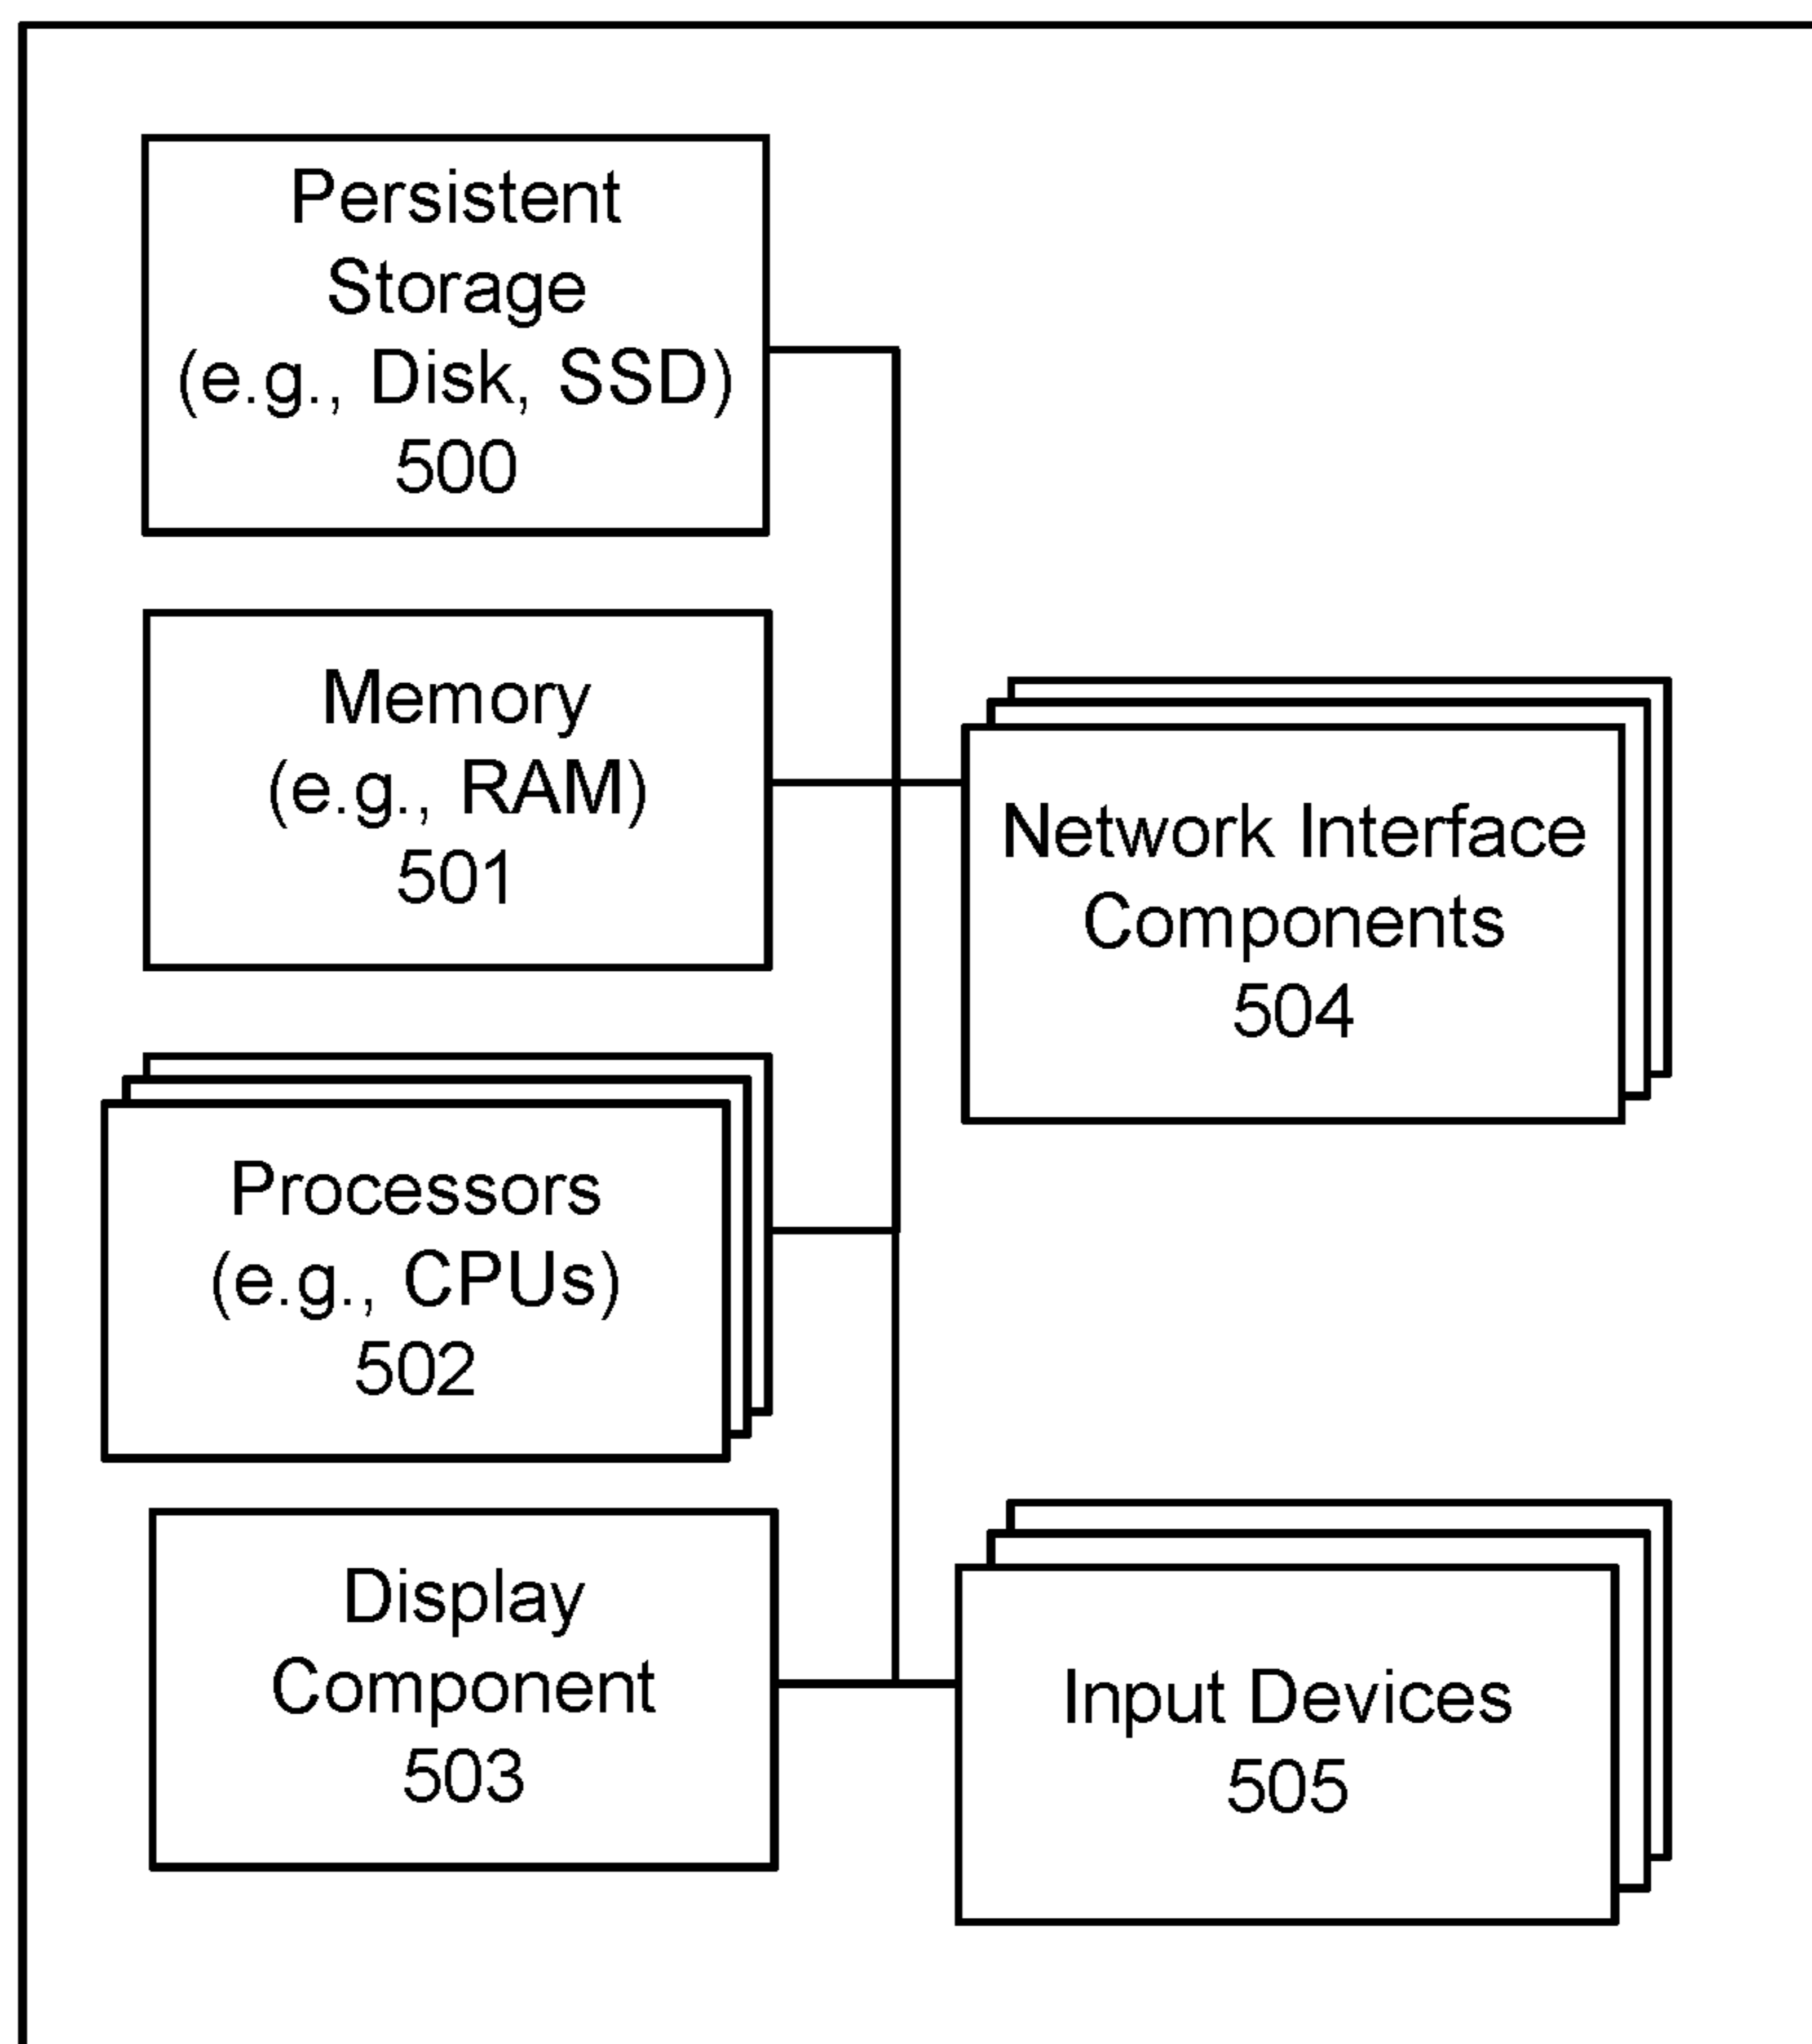 Persistent
Storage
(e.g., Disk, SSD)
500
Memory
(e.g., RAM)
501
Processors
(e.g., CPUs)
502
Display
Component
503
Network Interface
Components
504
Input Devices
505